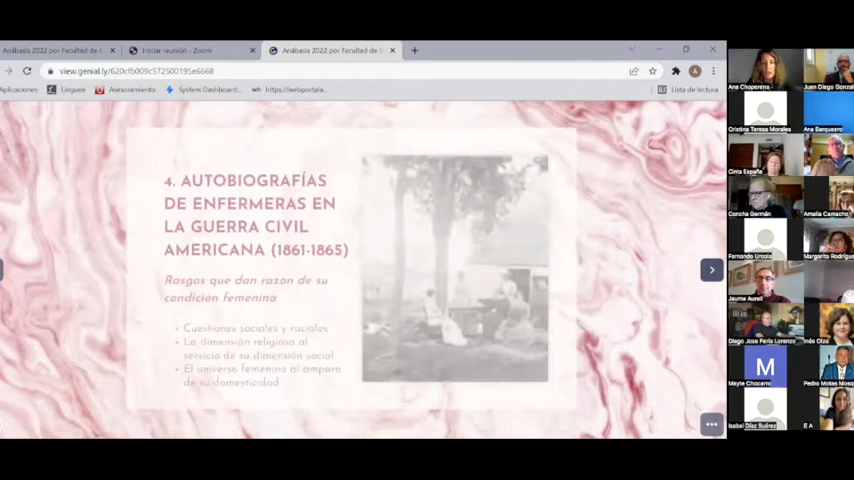 Anábasis 2022 por Facultad de E
Iniciar reunión - Zoom
Anábasis 2022 por Facultad de E
view.genial.ly/620cfb009c572500195e6668
Aplicaciones
Linguee
Asesoramiento
System Dashboard...
https://webportala...
Lista de lectura
4. AUTOBIOGRAFÍAS
DE ENFERMERAS EN
LA GUERRA CIVIL
AMERICANA (1861-1865)
Rasgos que dan razón de su
condición femenina
• Cuestiones sociales y raciales
• La dimensión religiosa al
servicio de su dimensión social
• El universo femenino al amparo
de su domesticidad
Ana Choperena
Juan Diego Gonzal
Cristina Teresa Morales
Ana Barquero
Cinta España
Concha Germán
Amalia Camacho
Fernando Urcola
Margarita Rodrígu
Jaume Aurell
Diego Jose Feria Lorenzo
Inés Olza
M
Mayte Chocarro
Pedro Motas Mosq
Isabel Díaz Suárez
E A